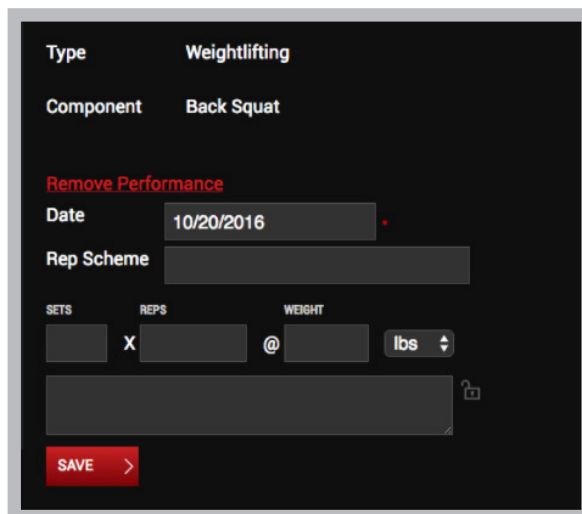 Type Weightlifting
Component Back Squat
Remove Performance
Date 10/20/2016 *
Rep Scheme
SETS REPS WEIGHT
X @ lbs
SAVE